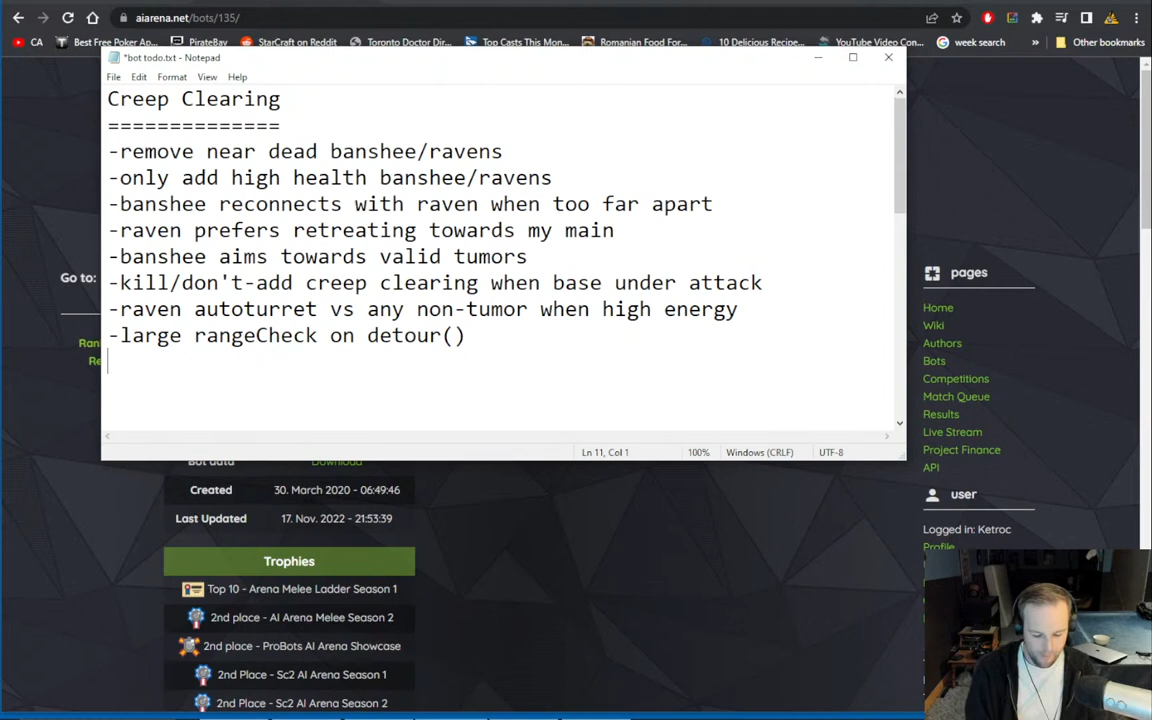 aiarena.net/bots/135/
CA
Best Free Poker Ap...
PirateBay
StarCraft on Reddit
Toronto Doctor Dir...
Top Casts This Mon...
Romanian Food For...
10 Delicious Recipe...
YouTube Video Con...
week search
»
Other bookmarks
*bot todo.txt - Notepad
File Edit Format View Help
Creep Clearing
==============
-remove near dead banshee/ravens
-only add high health banshee/ravens
-banshee reconnects with raven when too far apart
-raven prefers retreating towards my main
-banshee aims towards valid tumors
-kill/don't-add creep clearing when base under attack
-raven autoturret vs any non-tumor when high energy
-large rangeCheck on detour()
Ln 11, Col 1
100%
Windows (CRLF)
UTF-8
Go to:
Ran
Re
Bot data
Download
Created
30. March 2020 - 06:49:46
Last Updated
17. Nov. 2022 - 21:53:39
Trophies
Top 10 - Arena Melee Ladder Season 1
2nd place - AI Arena Melee Season 2
2nd place - ProBots AI Arena Showcase
2nd Place - Sc2 AI Arena Season 1
2nd Place - Sc2 AI Arena Season 2
pages
Home
Wiki
Authors
Bots
Competitions
Match Queue
Results
Live Stream
Project Finance
API
user
Logged in: Ketroc
Profile